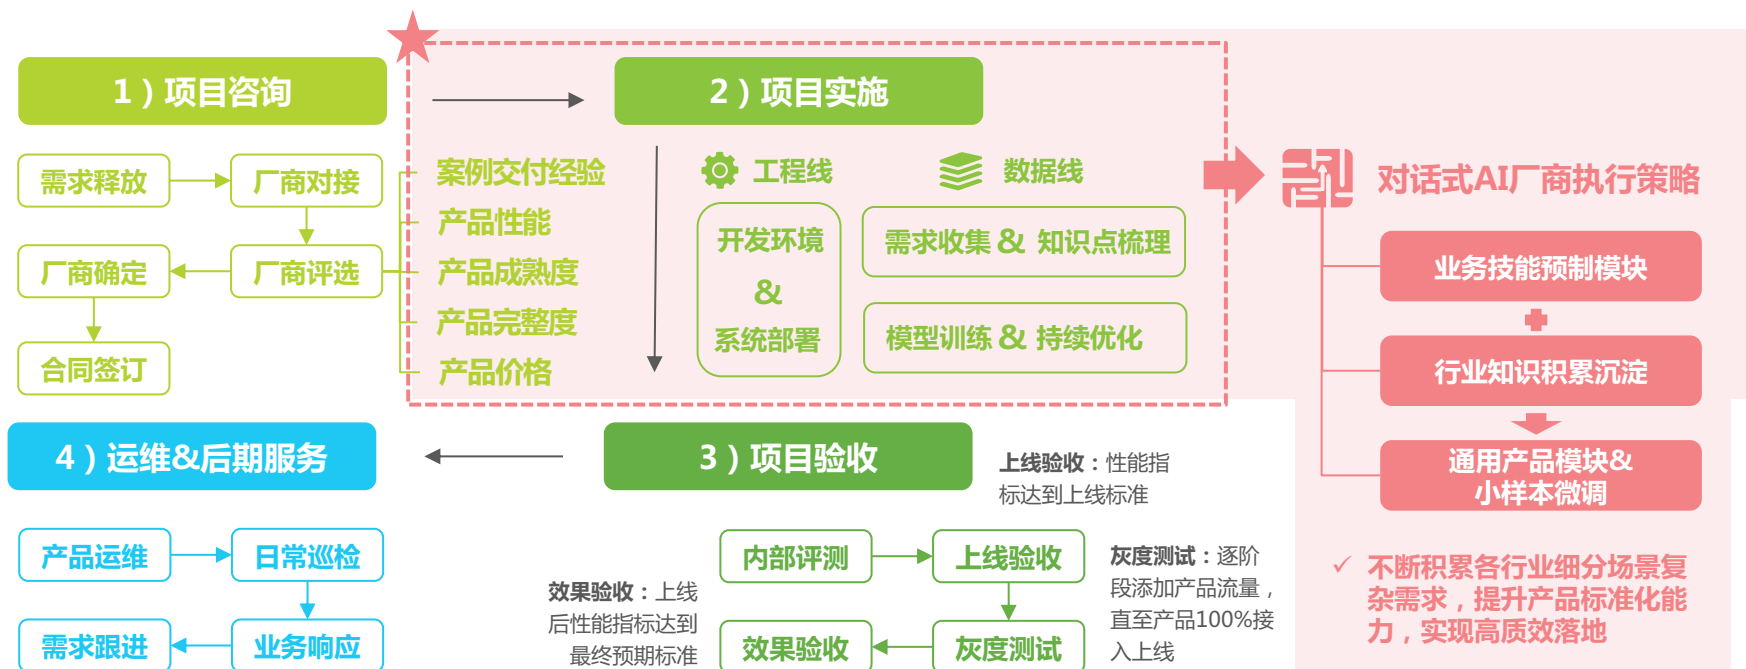 1）项目咨询
需求释放
厂商对接
厂商确定
厂商评选
合同签订
案例交付经验
产品性能
产品成熟度
产品完整度
产品价格
2）项目实施
工程线
开发环境
&
系统部署
数据线
需求收集 & 知识点梳理
模型训练 & 持续优化
对话式AI厂商执行策略
业务技能预制模块
行业知识积累沉淀
通用产品模块&
小样本微调
不断积累各行业细分场景复
杂需求，提升产品标准化能
力，实现高质效落地
3）项目验收
上线验收：性能指
标达到上线标准
内部评测
上线验收
灰度测试：逐阶
段添加产品流量，
直至产品100%接
入上线
效果验收：上线
后性能指标达到
最终预期标准
效果验收
灰度测试
4）运维&后期服务
产品运维
日常巡检
需求跟进
业务响应